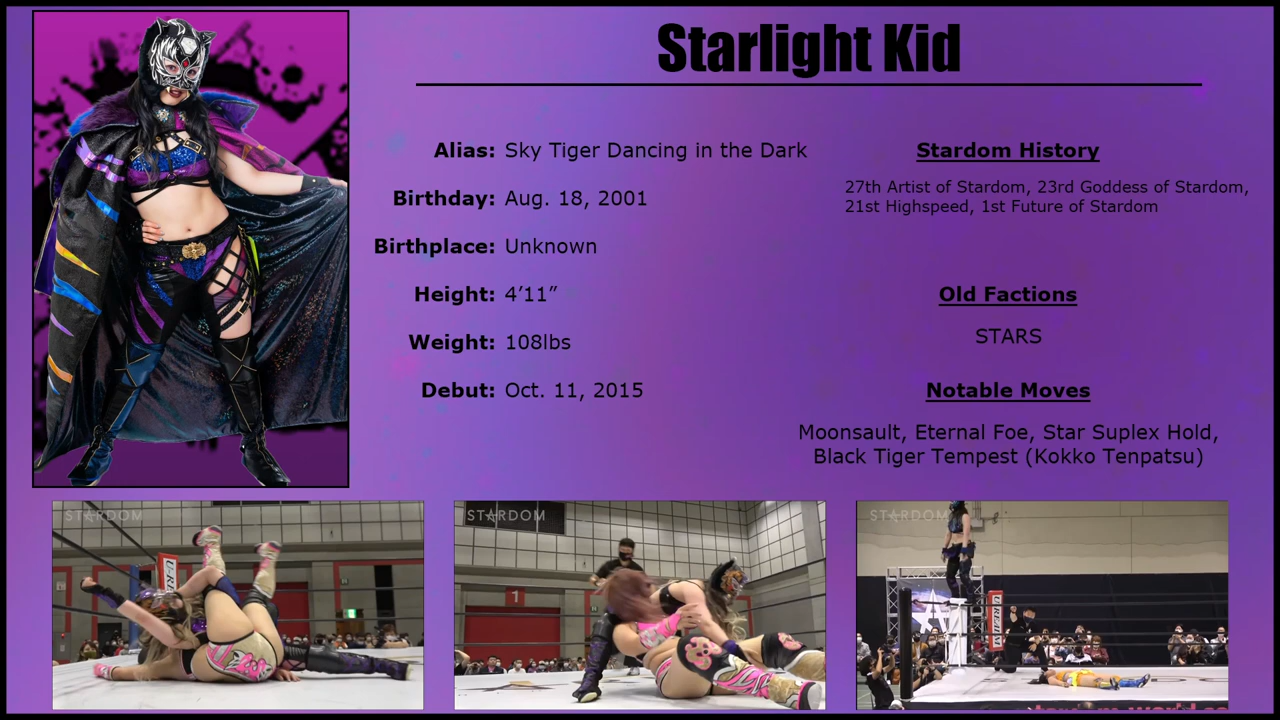 Starlight Kid
Alias: Sky Tiger Dancing in the Dark
Birthday: Aug. 18, 2001
Birthplace: Unknown
Height: 4’11”
Weight: 108lbs
Debut: Oct. 11, 2015
Stardom History
27th Artist of Stardom, 23rd Goddess of Stardom,
21st Highspeed, 1st Future of Stardom
Old Factions
STARS
Notable Moves
Moonsault, Eternal Foe, Star Suplex Hold,
Black Tiger Tempest (Kokko Tenpatsu)
STARDOM
STARDOM
1
STARDOM